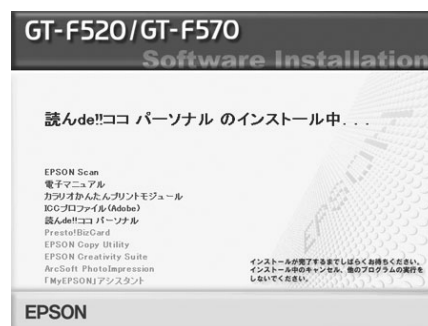 GT-F520/GT-F570
Software Installation
読んde!!ココ パーソナル のインストール中...
EPSON Scan
電子マニュアル
カラリオかんたんプリントモジュール
ICCプロファイル(Adobe)
読んde!!ココ パーソナル
Presto!BizCard
EPSON Copy Utility
EPSON Creativity Suite
ArcSoft PhotoImpression
「MyEPSON」アシスタント
インストールが完了するまでしばらくお待ちください。
インストール中のキャンセル、他のプログラムの実行を
しないでください。
EPSON
EPSON